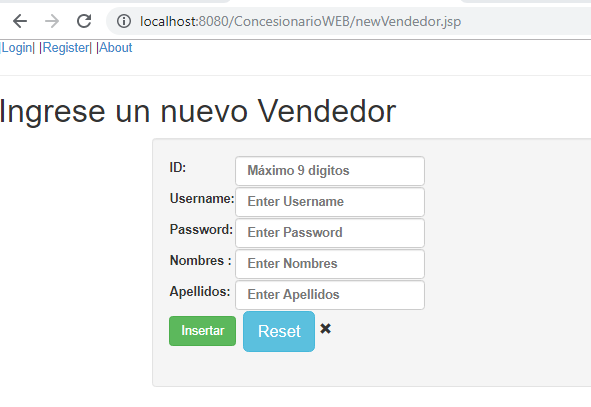 localhost:8080/ConcesionarioWEB/newVendedor.jsp
|Login| |Register| |About
Ingrese un nuevo Vendedor
ID: Máximo 9 digitos
Username: Enter Username
Password: Enter Password
Nombres : Enter Nombres
Apellidos: Enter Apellidos
Insertar Reset ✖